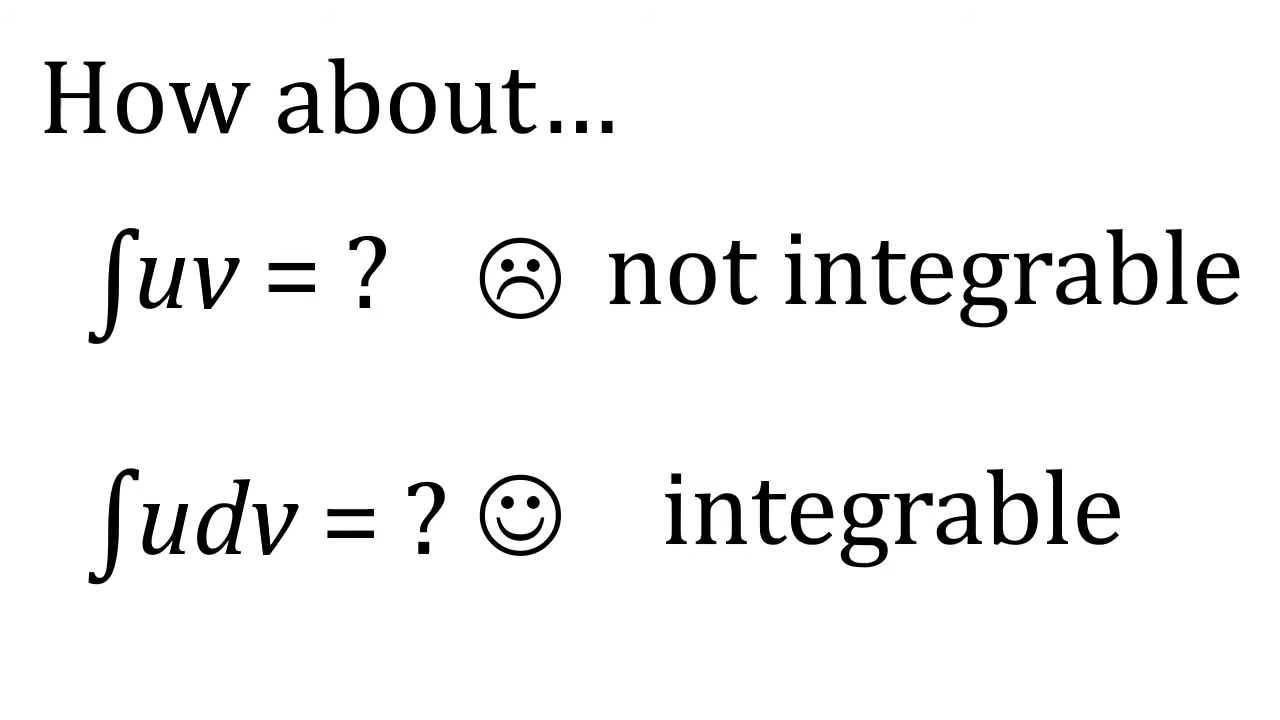 How about…
∫uv = ? ☹ not integrable
∫udv = ? ☺ integrable